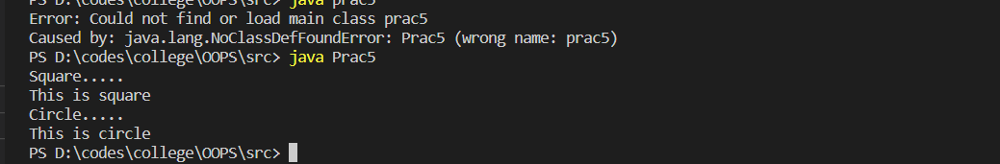 PS D:\codes\college\OOPS\src> java prac5
Error: Could not find or load main class prac5
Caused by: java.lang.NoClassDefFoundError: Prac5 (wrong name: prac5)
PS D:\codes\college\OOPS\src> java Prac5
Square.....
This is square
Circle.....
This is circle
PS D:\codes\college\OOPS\src>